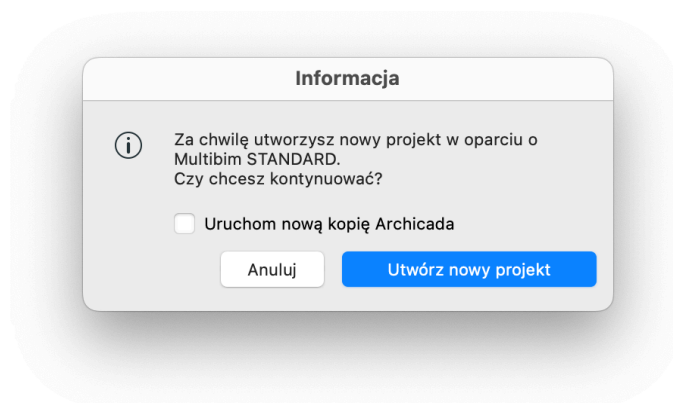 Informacja
Za chwilę utworzysz nowy projekt w oparciu o
Multibim STANDARD.
Czy chcesz kontynuować?
Uruchom nową kopię Archicada
Anuluj
Utwórz nowy projekt